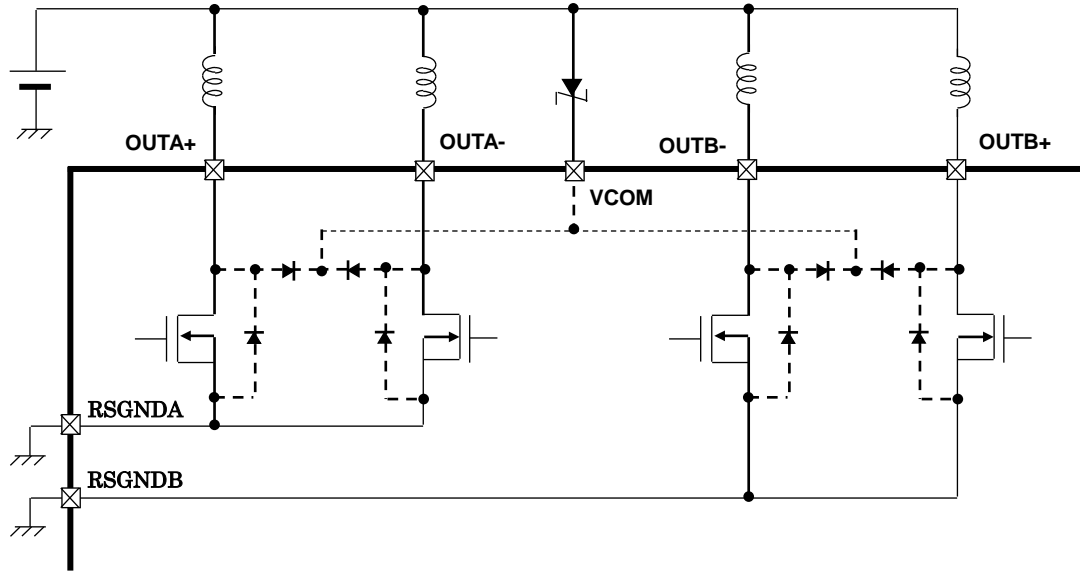 OUTA+
OUTA-
OUTB-
OUTB+
VCOM
RSGNDA
RSGNDB